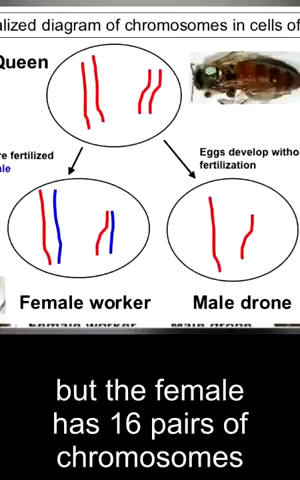 alized diagram of chromosomes in cells of
Queen
re fertilized
ale
Eggs develop witho
fertilization
Female worker
Male drone
but the female
has 16 pairs of
chromosomes